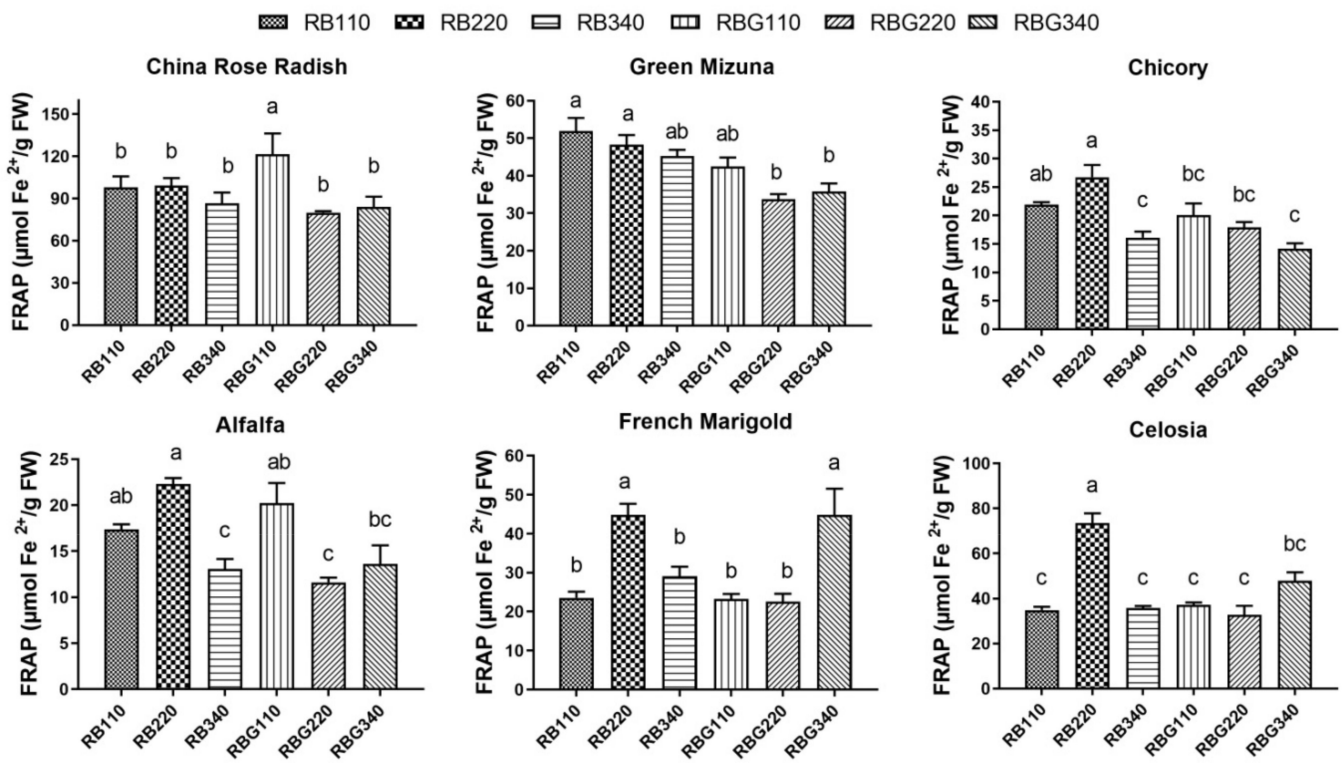 RB110 RB220 RB340 RBG110 RBG220 RBG340
China Rose Radish
FRAP (µmol Fe 2+/g FW)
150
120
90
60
30
0
b b b a b b
RB110 RB220 RB340 RBG110 RBG220 RBG340
Green Mizuna
FRAP (µmol Fe 2+/g FW)
60
50
40
30
20
10
0
a a ab ab b b
RB110 RB220 RB340 RBG110 RBG220 RBG340
Chicory
FRAP (µmol Fe 2+/g FW)
40
35
30
25
20
15
10
5
0
ab a c bc bc c
RB110 RB220 RB340 RBG110 RBG220 RBG340
Alfalfa
FRAP (µmol Fe 2+/g FW)
25
20
15
10
5
0
ab a c ab c bc
RB110 RB220 RB340 RBG110 RBG220 RBG340
French Marigold
FRAP (µmol Fe 2+/g FW)
60
50
40
30
20
10
0
b a b b b a
RB110 RB220 RB340 RBG110 RBG220 RBG340
Celosia
FRAP (µmol Fe 2+/g FW)
100
80
60
40
20
0
c a c c c bc
RB110 RB220 RB340 RBG110 RBG220 RBG340